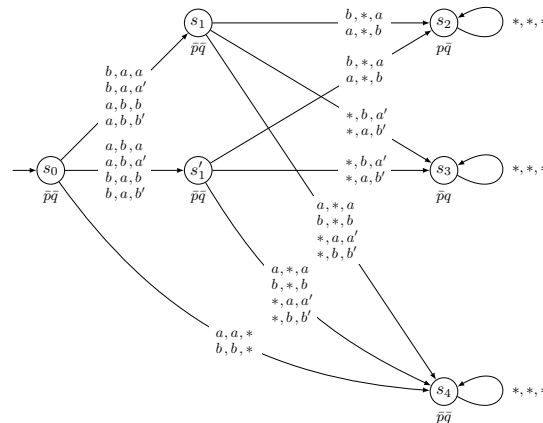 s₁
p̄q̄
b, ∗, a
a, ∗, b
s₂
pq̄
∗, ∗, ∗
b, a, a
b, a, a′
a, b, b
a, b, b′
b, ∗, a
a, ∗, b
∗, b, a′
∗, a, b′
s₀
p̄q̄
a, b, a
a, b, a′
b, a, b
b, a, b′
s′₁
p̄q̄
∗, b, a′
∗, a, b′
s₃
p̄q
∗, ∗, ∗
a, ∗, a
b, ∗, b
∗, a, a′
∗, b, b′
a, ∗, a
b, ∗, b
∗, a, a′
∗, b, b′
a, a, ∗
b, b, ∗
s₄
p̄q̄
∗, ∗, ∗